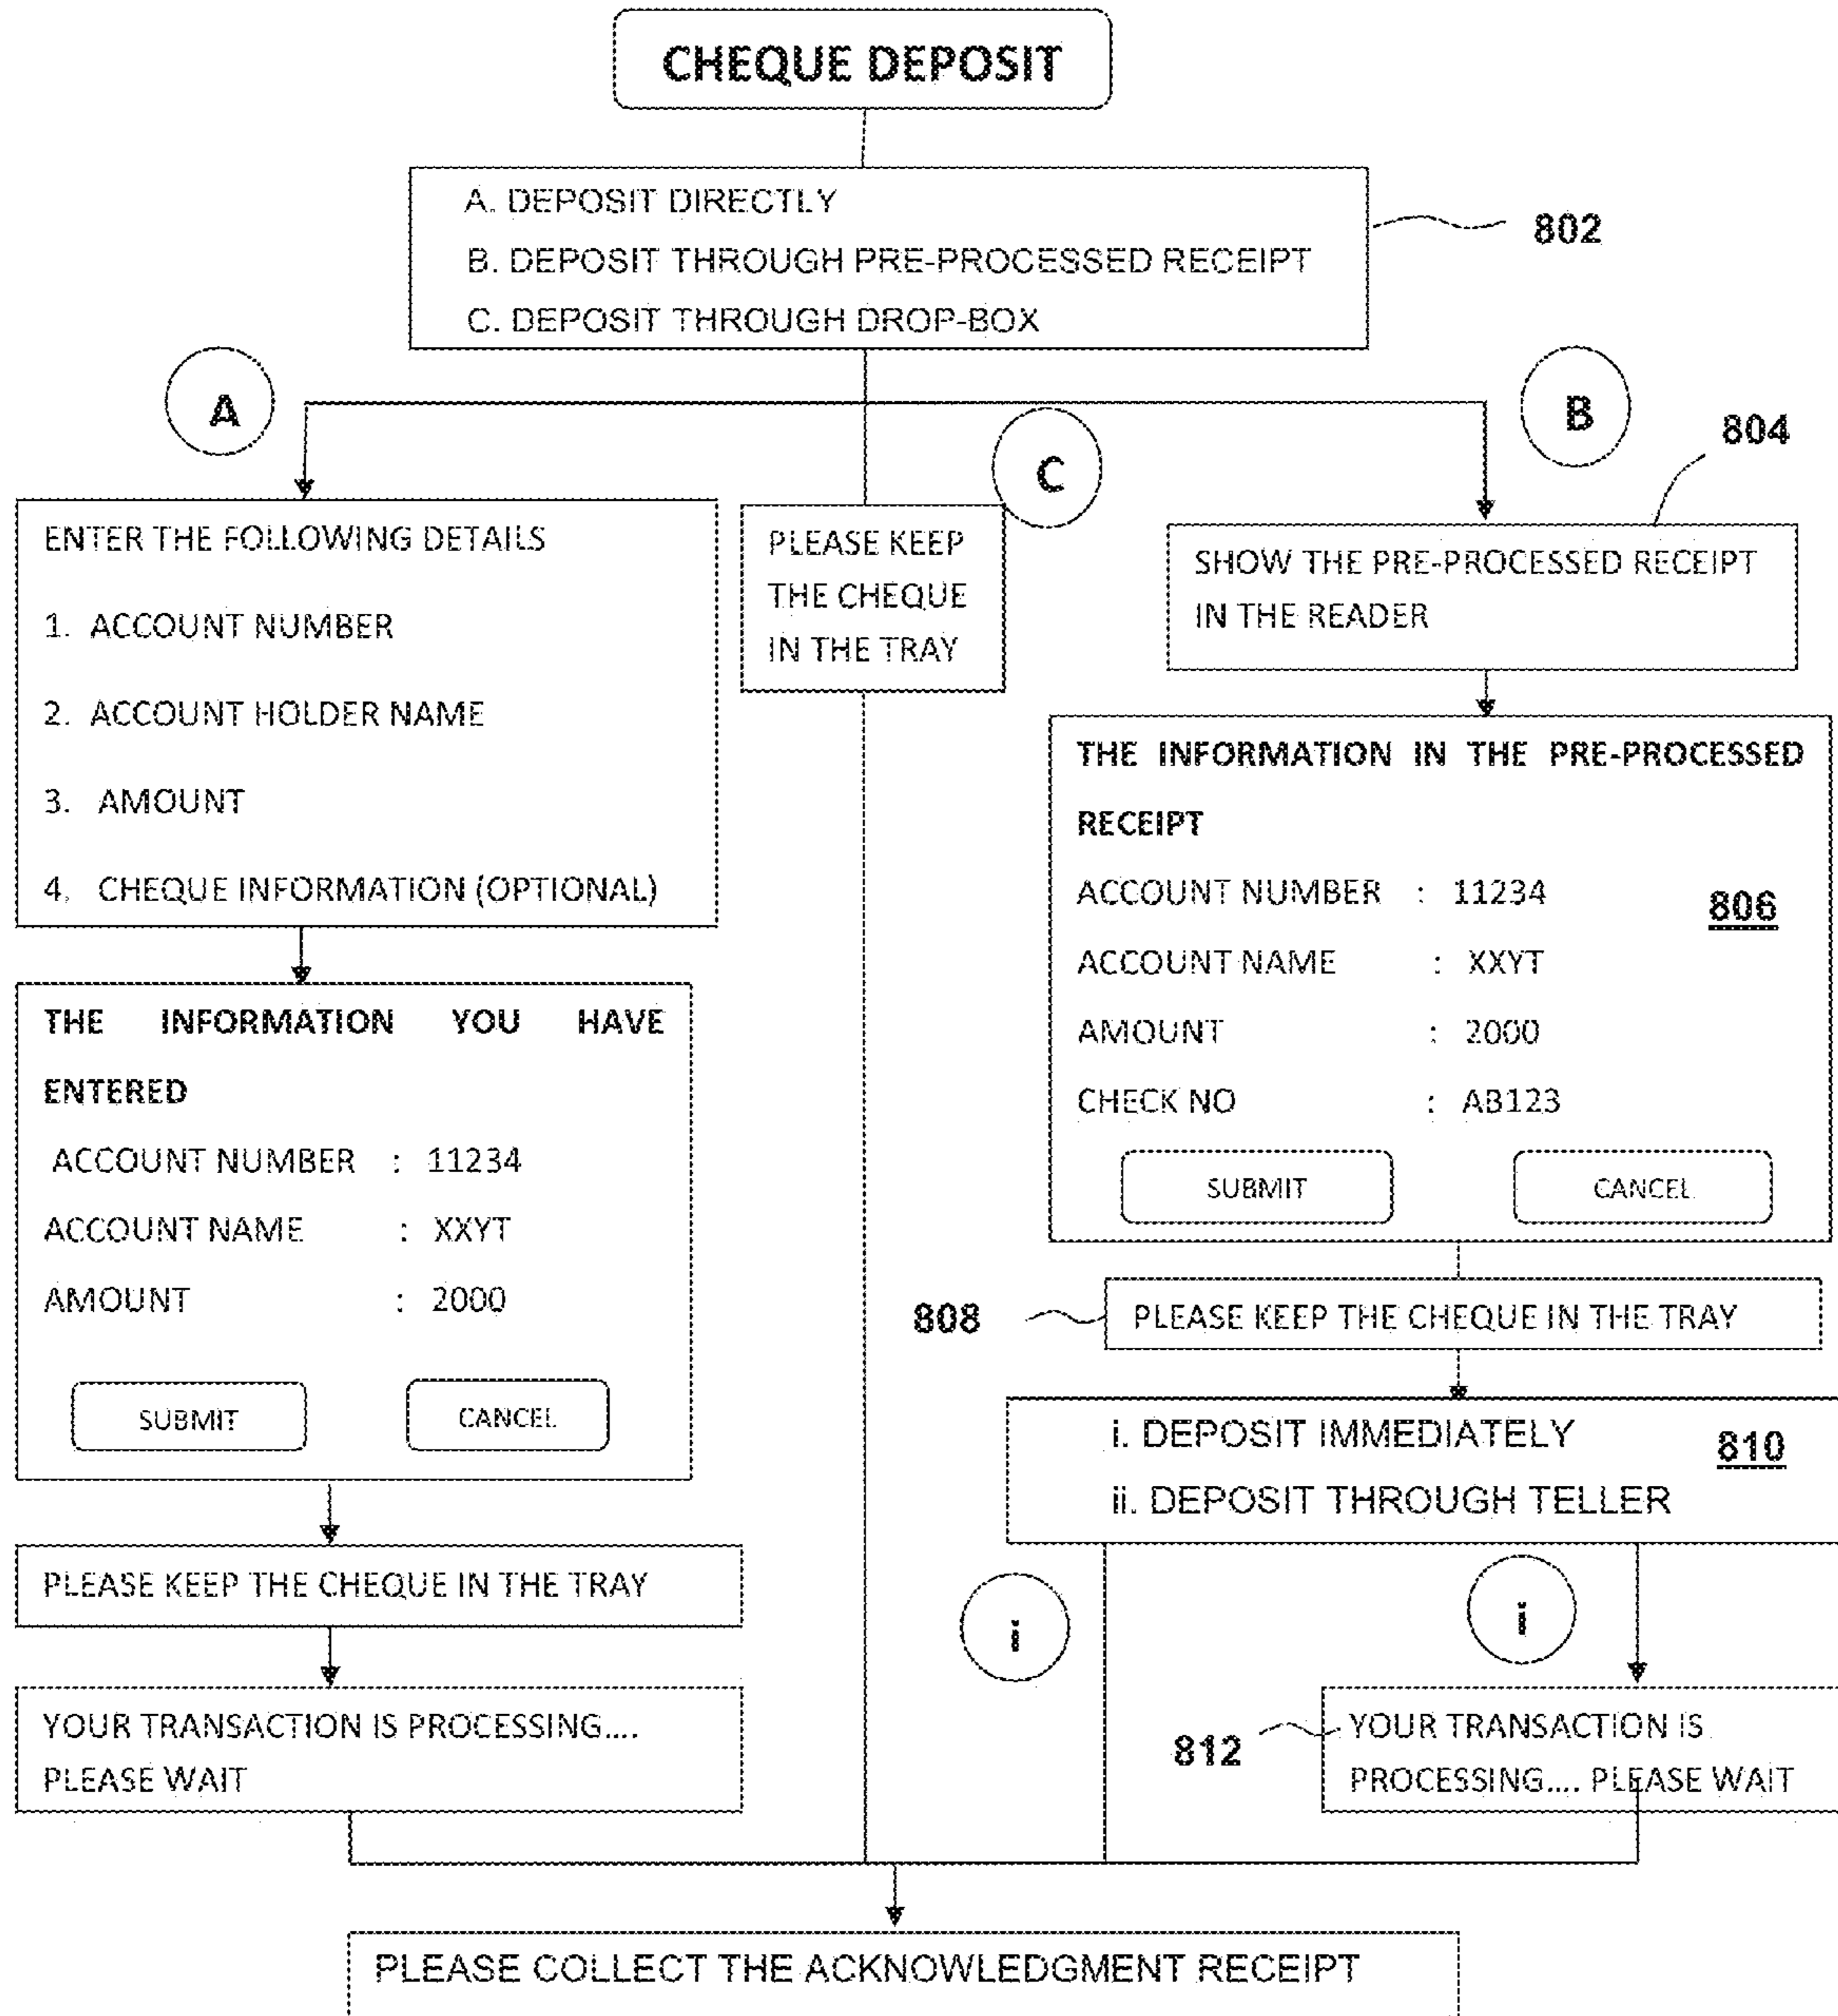 CHEQUE DEPOSIT
A. DEPOSIT DIRECTLY
B. DEPOSIT THROUGH PRE-PROCESSED RECEIPT
C. DEPOSIT THROUGH DROP-BOX
802
A
C
B
804
ENTER THE FOLLOWING DETAILS
1. ACCOUNT NUMBER
2. ACCOUNT HOLDER NAME
3. AMOUNT
4. CHEQUE INFORMATION (OPTIONAL)
PLEASE KEEP
THE CHEQUE
IN THE TRAY
SHOW THE PRE-PROCESSED RECEIPT
IN THE READER
THE INFORMATION IN THE PRE-PROCESSED
RECEIPT
ACCOUNT NUMBER : 11234
806
ACCOUNT NAME : XXYT
AMOUNT : 2000
CHECK NO : AB123
SUBMIT CANCEL
THE INFORMATION YOU HAVE
ENTERED
ACCOUNT NUMBER : 11234
ACCOUNT NAME : XXYT
AMOUNT : 2000
SUBMIT CANCEL
808
PLEASE KEEP THE CHEQUE IN THE TRAY
i. DEPOSIT IMMEDIATELY
810
ii. DEPOSIT THROUGH TELLER
PLEASE KEEP THE CHEQUE IN THE TRAY
i
i
YOUR TRANSACTION IS PROCESSING....
PLEASE WAIT
812
YOUR TRANSACTION IS
PROCESSING.... PLEASE WAIT
PLEASE COLLECT THE ACKNOWLEDGMENT RECEIPT